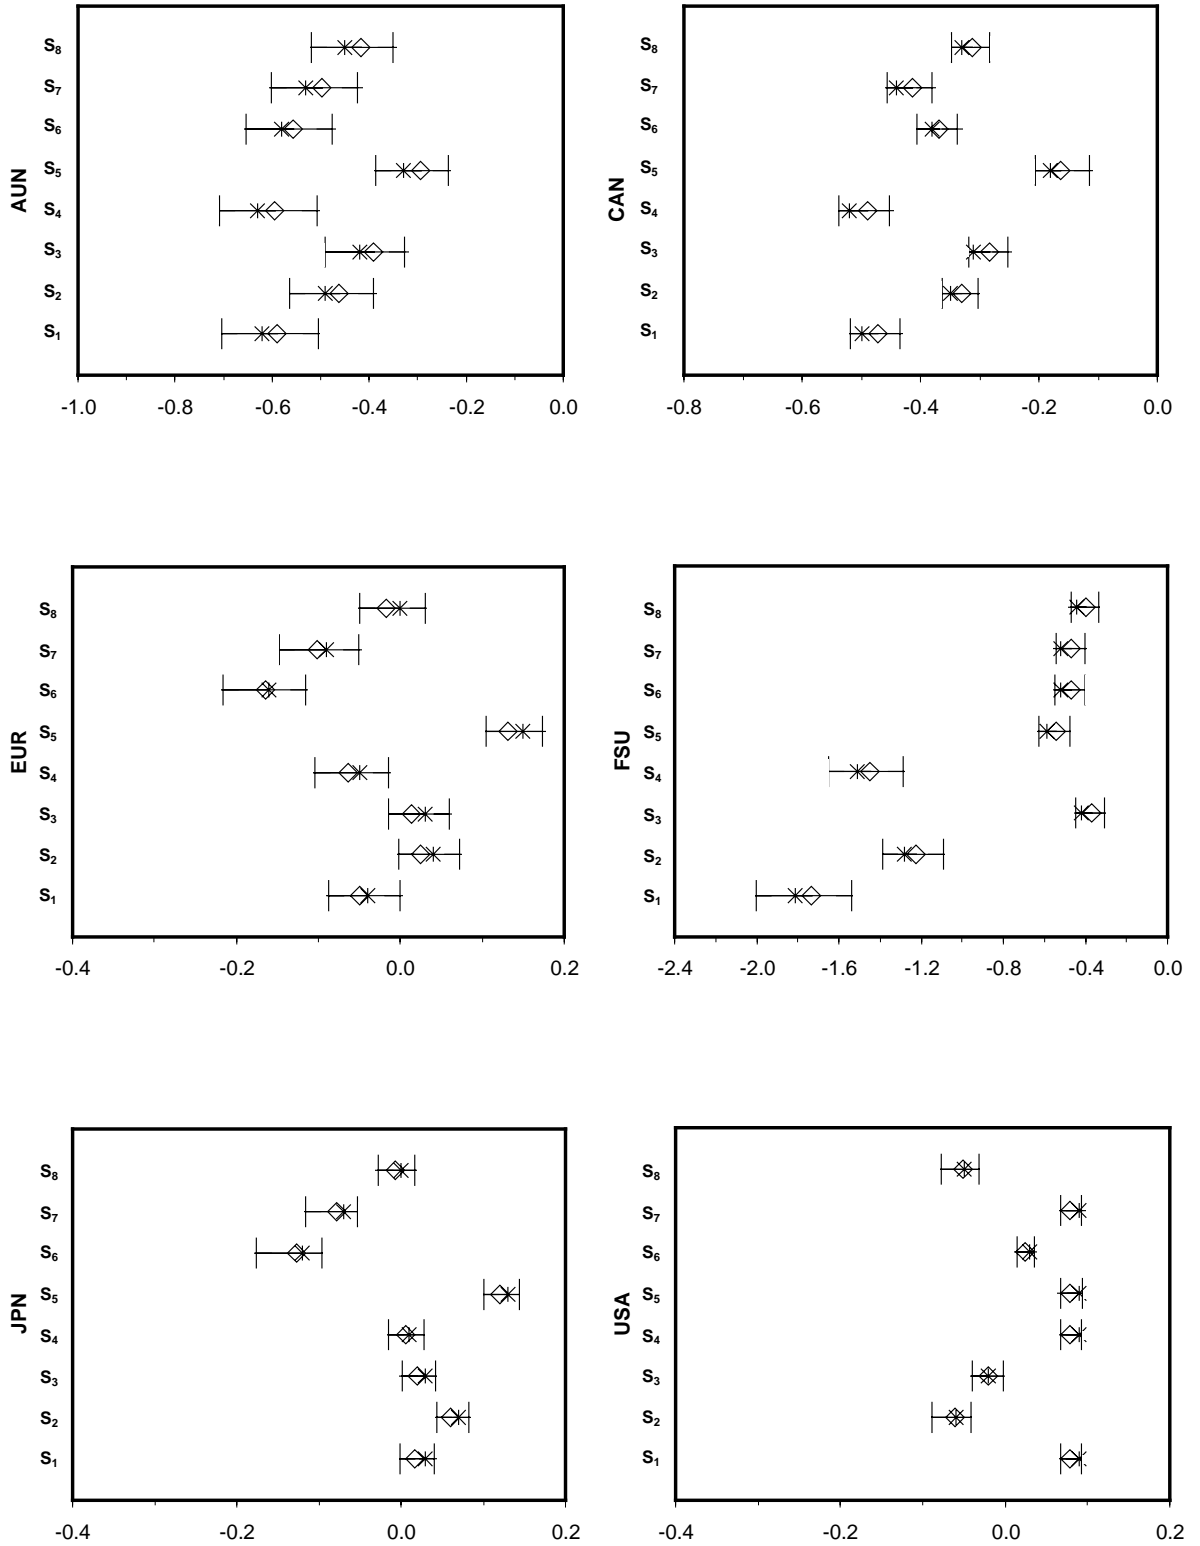 AUN
S₈
S₇
S₆
S₅
S₄
S₃
S₂
S₁
-1.0 -0.8 -0.6 -0.4 -0.2 0.0
CAN
S₈
S₇
S₆
S₅
S₄
S₃
S₂
S₁
-0.8 -0.6 -0.4 -0.2 0.0
EUR
S₈
S₇
S₆
S₅
S₄
S₃
S₂
S₁
-0.4 -0.2 0.0 0.2
FSU
S₈
S₇
S₆
S₅
S₄
S₃
S₂
S₁
-2.4 -2.0 -1.6 -1.2 -0.8 -0.4 0.0
JPN
S₈
S₇
S₆
S₅
S₄
S₃
S₂
S₁
-0.4 -0.2 0.0 0.2
USA
S₈
S₇
S₆
S₅
S₄
S₃
S₂
S₁
-0.4 -0.2 0.0 0.2